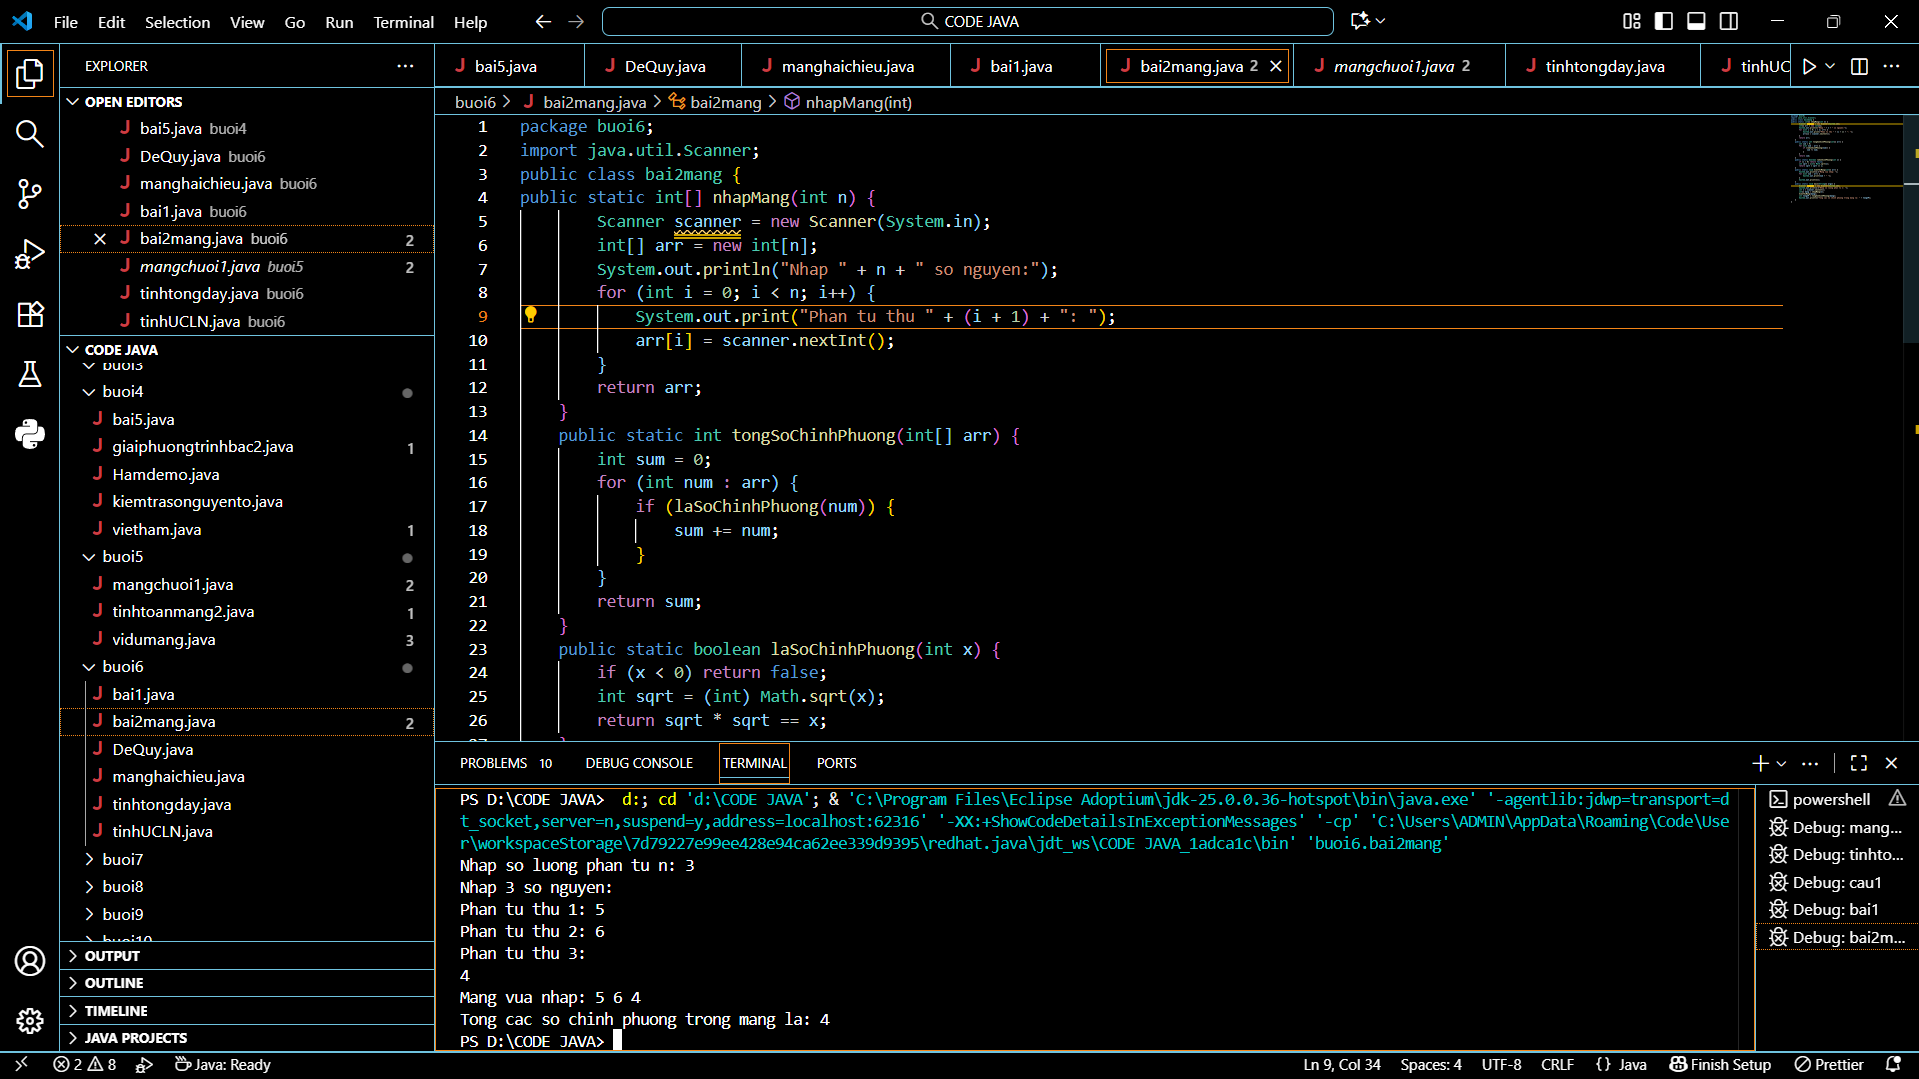 File Edit Selection View Go Run Terminal Help
CODE JAVA
EXPLORER
OPEN EDITORS
bai5.java buoi4
DeQuy.java buoi6
manghaichieu.java buoi6
bai1.java buoi6
bai2mang.java buoi6 2
mangchuoi1.java buoi5 2
tinhtongday.java buoi6
tinhUCLN.java buoi6
CODE JAVA
buoi3
buoi4
bai5.java
giaiphuongtrinhbac2.java 1
Hamdemo.java
kiemtrasonguyento.java
vietham.java 1
buoi5
mangchuoi1.java 2
tinhtoanmang2.java 1
vidumang.java 3
buoi6
bai1.java
bai2mang.java 2
DeQuy.java
manghaichieu.java
tinhtongday.java
tinhUCLN.java
buoi7
buoi8
buoi9
buoi10
OUTPUT
OUTLINE
TIMELINE
JAVA PROJECTS
bai5.java DeQuy.java manghaichieu.java bai1.java bai2mang.java 2 mangchuoi1.java 2 tinhtongday.java tinhUC
buoi6 > bai2mang.java > bai2mang > nhapMang(int)
1 package buoi6;
2 import java.util.Scanner;
3 public class bai2mang {
4 public static int[] nhapMang(int n) {
5 Scanner scanner = new Scanner(System.in);
6 int[] arr = new int[n];
7 System.out.println("Nhap " + n + " so nguyen:");
8 for (int i = 0; i < n; i++) {
9 System.out.print("Phan tu thu " + (i + 1) + ": ");
10 arr[i] = scanner.nextInt();
11 }
12 return arr;
13 }
14 public static int tongSoChinhPhuong(int[] arr) {
15 int sum = 0;
16 for (int num : arr) {
17 if (laSoChinhPhuong(num)) {
18 sum += num;
19 }
20 }
21 return sum;
22 }
23 public static boolean laSoChinhPhuong(int x) {
24 if (x < 0) return false;
25 int sqrt = (int) Math.sqrt(x);
26 return sqrt * sqrt == x;
27 }
PROBLEMS 10 DEBUG CONSOLE TERMINAL PORTS
PS D:\CODE JAVA> d:; cd 'd:\CODE JAVA'; & 'C:\Program Files\Eclipse Adoptium\jdk-25.0.0.36-hotspot\bin\java.exe' '-agentlib:jdwp=transport=d
t_socket,server=n,suspend=y,address=localhost:62316' '-XX:+ShowCodeDetailsInExceptionMessages' '-cp' 'C:\Users\ADMIN\AppData\Roaming\Code\Use
r\workspaceStorage\7d79227e99ee428e94ca62ee339d9395\redhat.java\jdt_ws\CODE JAVA_1adca1c\bin' 'buoi6.bai2mang'
Nhap so luong phan tu n: 3
Nhap 3 so nguyen:
Phan tu thu 1: 5
Phan tu thu 2: 6
Phan tu thu 3:
4
Mang vua nhap: 5 6 4
Tong cac so chinh phuong trong mang la: 4
PS D:\CODE JAVA>
powershell
Debug: mang...
Debug: tinhto...
Debug: cau1
Debug: bai1
Debug: bai2m...
2 8 Java: Ready
Ln 9, Col 34 Spaces: 4 UTF-8 CRLF {} Java Finish Setup Prettier